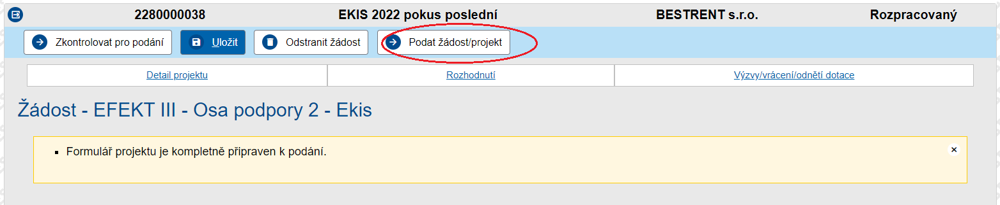 2280000038 EKIS 2022 pokus poslední BESTRENT s.r.o. Rozpracovaný
Zkontrolovat pro podání Uložit Odstranit žádost Podat žádost/projekt
Detail projektu Rozhodnutí Výzvy/vrácení/odnětí dotace
Žádost - EFEKT III - Osa podpory 2 - Ekis
Formulář projektu je kompletně připraven k podání.